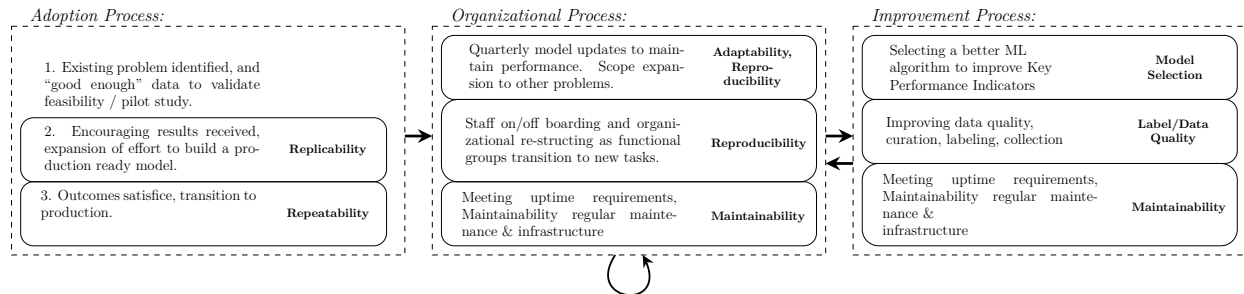 Adoption Process:
1. Existing problem identified, and
“good enough” data to validate
feasibility / pilot study.
2. Encouraging results received,
expansion of effort to build a pro-
duction ready model.
Replicability
3. Outcomes satisfice, transition to
production.
Repeatability
Organizational Process:
Quarterly model updates to main-
tain performance. Scope expan-
sion to other problems.
Adaptability,
Repro-
ducibility
Staff on/off boarding and organi-
zational re-structing as functional
groups transition to new tasks.
Reproducibility
Meeting uptime requirements,
Maintainability regular mainte-
nance & infrastructure
Maintainability
Improvement Process:
Selecting a better ML
algorithm to improve Key
Performance Indicators
Model
Selection
Improving data quality,
curation, labeling, collection
Label/Data
Quality
Meeting uptime requirements,
Maintainability regular mainte-
nance &
infrastructure
Maintainability